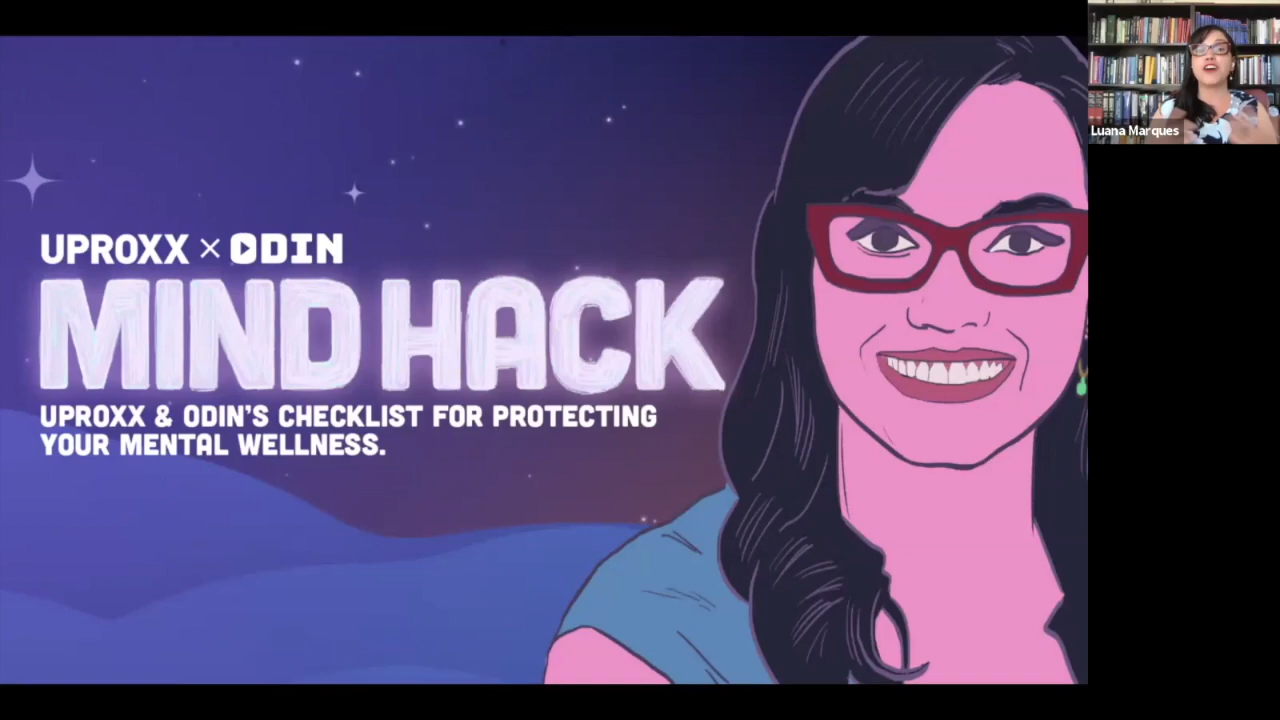 UPROXX × ODIN
MIND HACK
UPROXX & ODIN'S CHECKLIST FOR PROTECTING
YOUR MENTAL WELLNESS.
Luana Marques